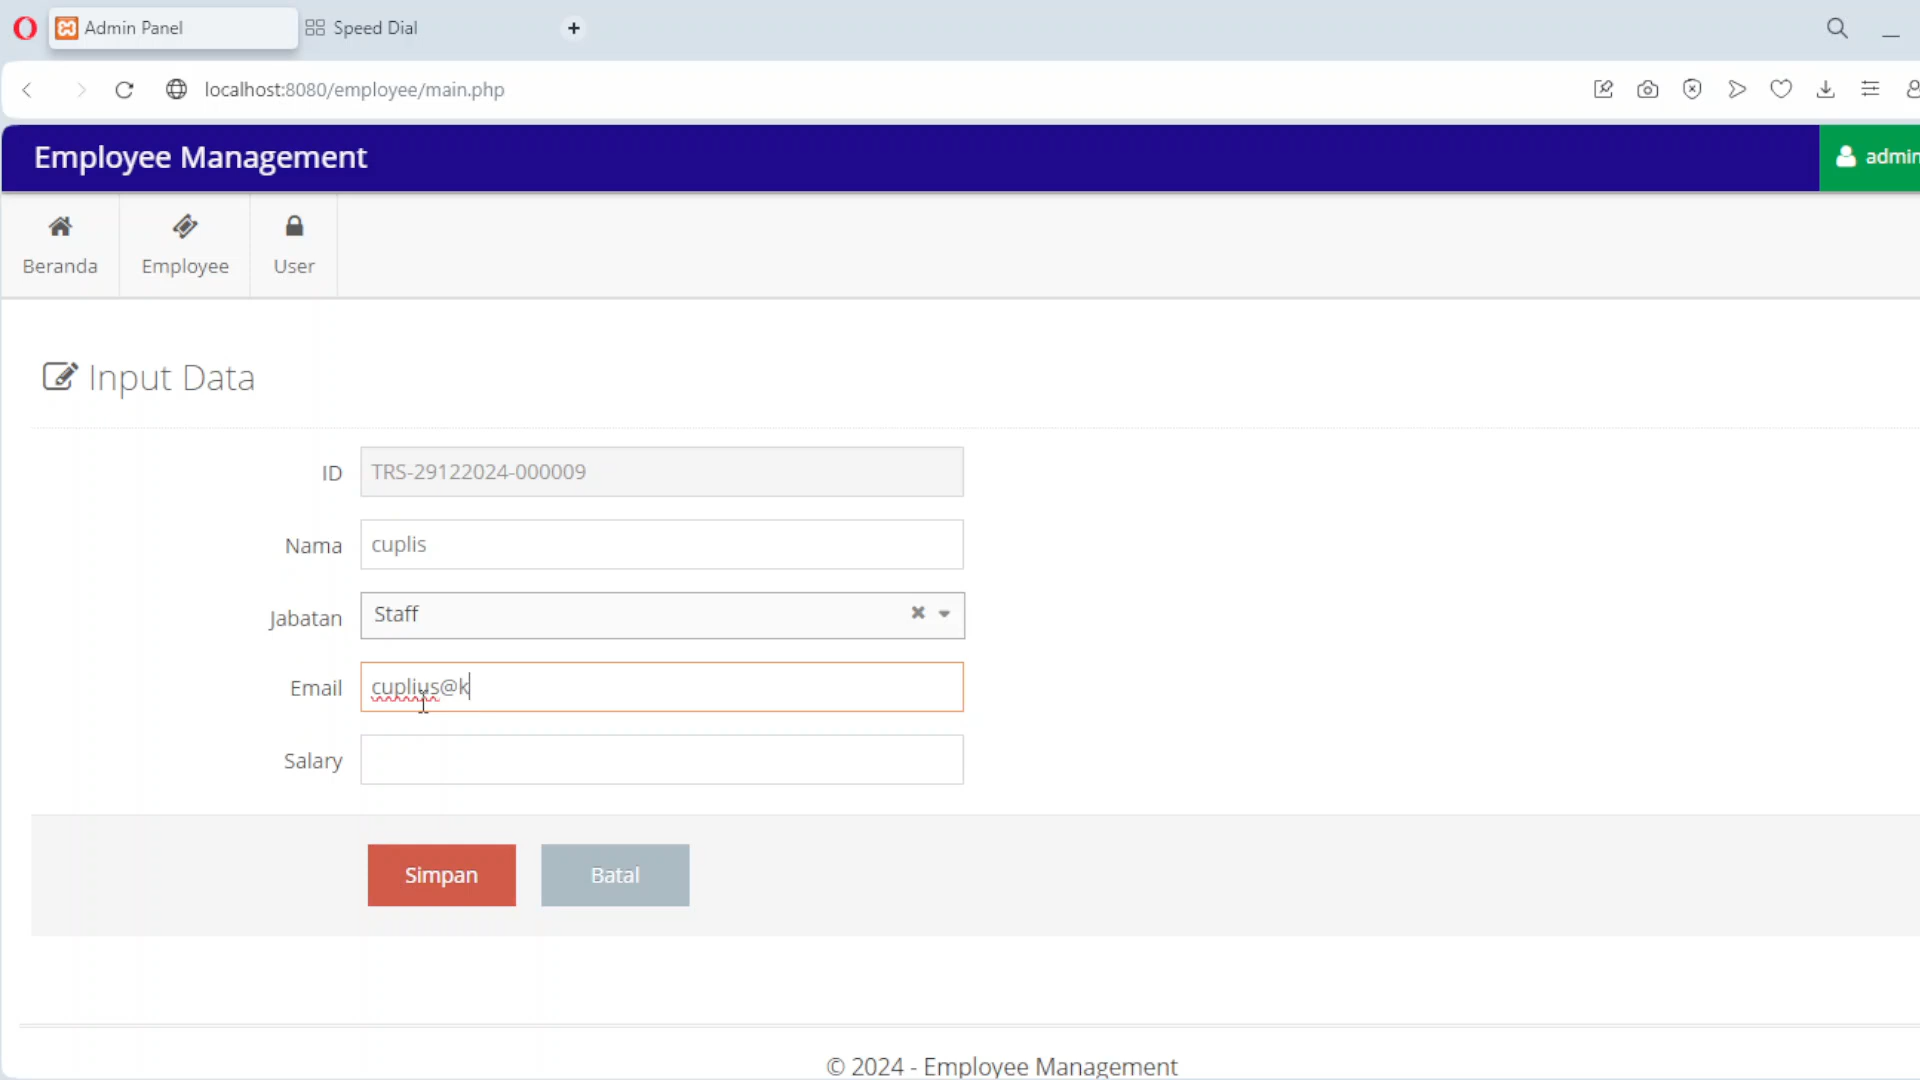 Admin Panel
Speed Dial
localhost:8080/employee/main.php
Employee Management
admin
Beranda
Employee
User
Input Data
ID
TRS-29122024-000009
Nama
cuplis
Jabatan
Staff
Email
cuplius@k
Salary
Simpan
Batal
© 2024 - Employee Management